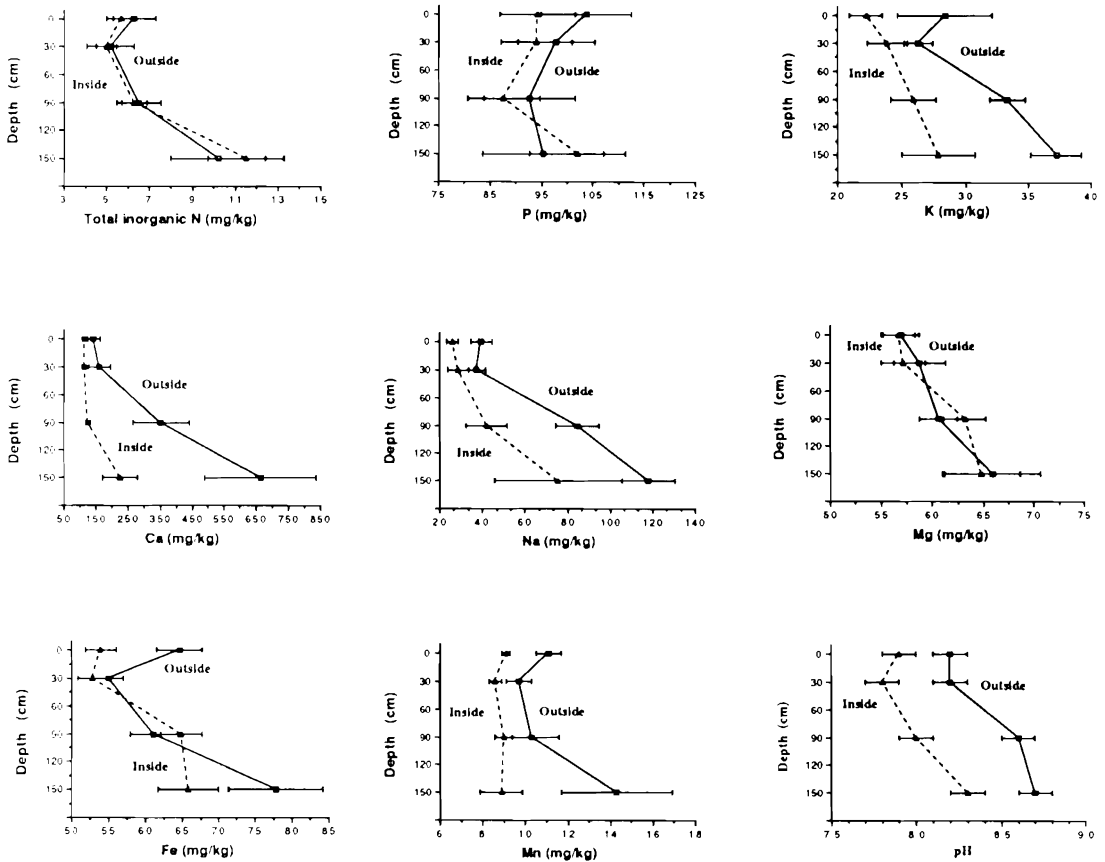 Depth (cm)
0
30
60
90
120
150
Outside
Inside
3 5 7 9 11 13 15
Total inorganic N (mg/kg)
Depth (cm)
0
30
60
90
120
150
Inside
Outside
75 85 95 105 115 125
P (mg/kg)
Depth (cm)
0
30
60
90
120
150
Outside
Inside
20 25 30 35 40
K (mg/kg)
Depth (cm)
0
30
60
90
120
150
Outside
Inside
50 150 250 350 450 550 650 750 850
Ca (mg/kg)
Depth (cm)
0
30
60
90
120
150
Outside
Inside
20 40 60 80 100 120 140
Na (mg/kg)
Depth (cm)
0
30
60
90
120
150
Inside Outside
50 55 60 65 70 75
Mg (mg/kg)
Depth (cm)
0
30
60
90
120
150
Outside
Inside
50 55 60 65 70 75 80 85
Fe (mg/kg)
Depth (cm)
0
30
60
90
120
150
Inside Outside
6 8 10 12 14 16 18
Mn (mg/kg)
Depth (cm)
0
30
60
90
120
150
Outside
Inside
75 80 85 90
pH